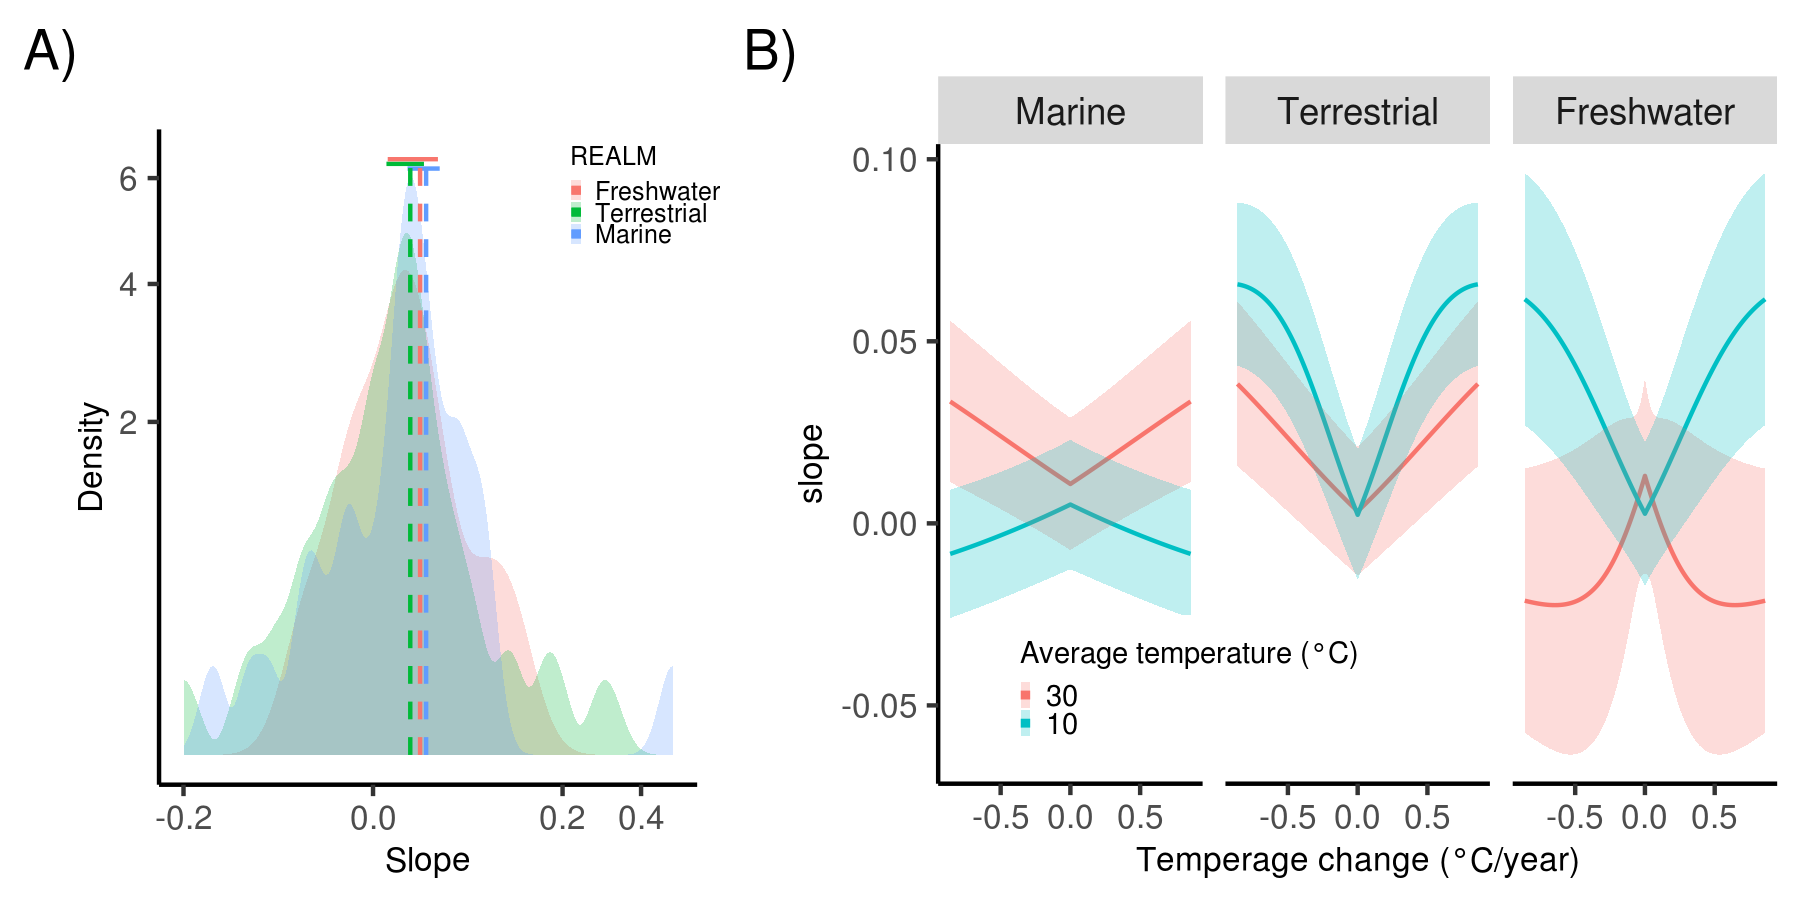 A)
B)
Marine
Terrestrial
Freshwater
REALM
Freshwater
Terrestrial
Marine
6
4
2
Density
-0.2
0.0
0.2
0.4
Slope
0.10
0.05
0.00
-0.05
slope
Average temperature (°C)
30
10
-0.5 0.0 0.5
-0.5 0.0 0.5
-0.5 0.0 0.5
Temperage change (°C/year)